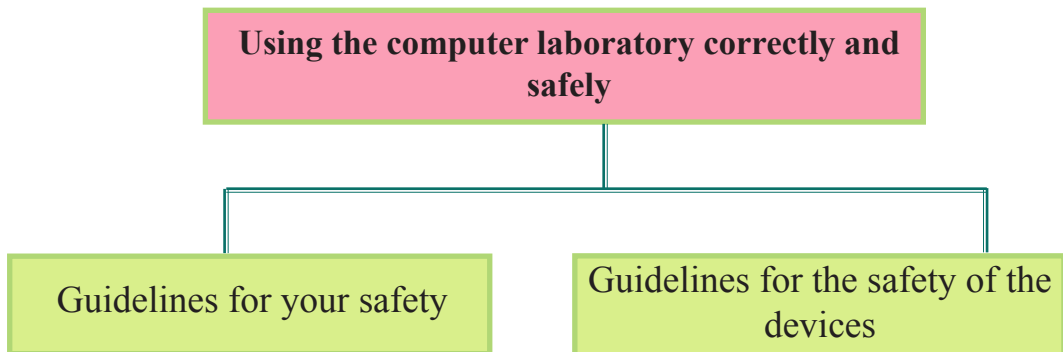 Using the computer laboratory correctly and
safely
Guidelines for your safety
Guidelines for the safety of the
devices